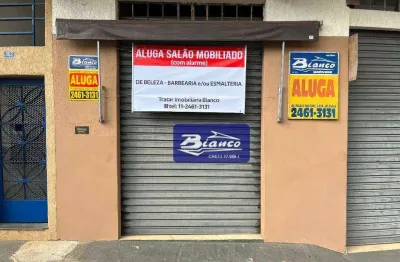 ALUGA SALÃO MOBILIADO
(com alarme)
DE BELEZA - BARBEARIA e/ou ESMALTERIA
Tratar Imobiliária Bianco
tel: 11-2461-3131
Bianco
ALUGA
2461-3131
Bianco
ALUGA
2461-3131
Bianco